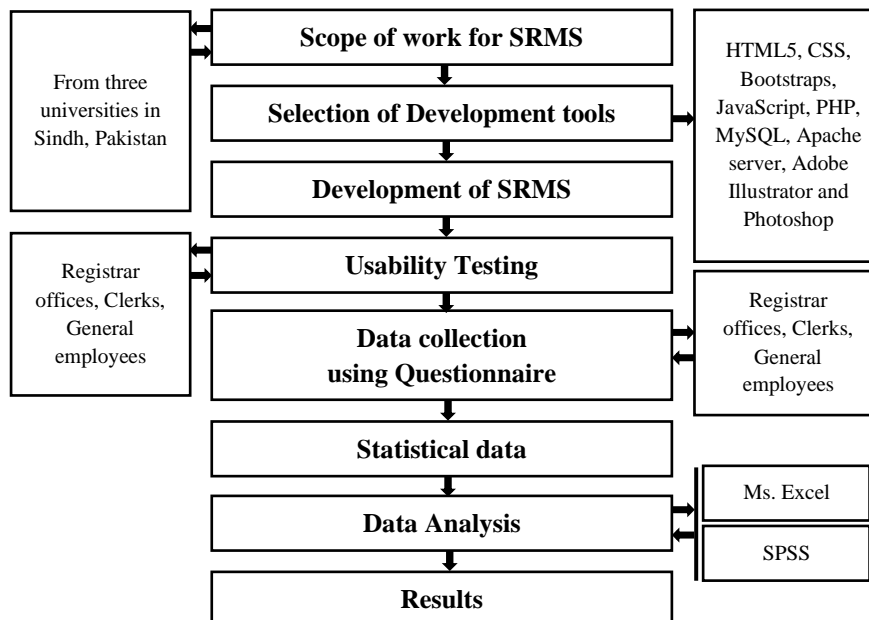 Scope of work for SRMS
From three
universities in
Sindh, Pakistan
Selection of Development tools
HTML5, CSS,
Bootstraps,
JavaScript, PHP,
MySQL, Apache
server, Adobe
Illustrator and
Photoshop
Development of SRMS
Usability Testing
Registrar
offices, Clerks,
General
employees
Data collection
using Questionnaire
Registrar
offices, Clerks,
General
employees
Statistical data
Data Analysis
Ms. Excel
SPSS
Results